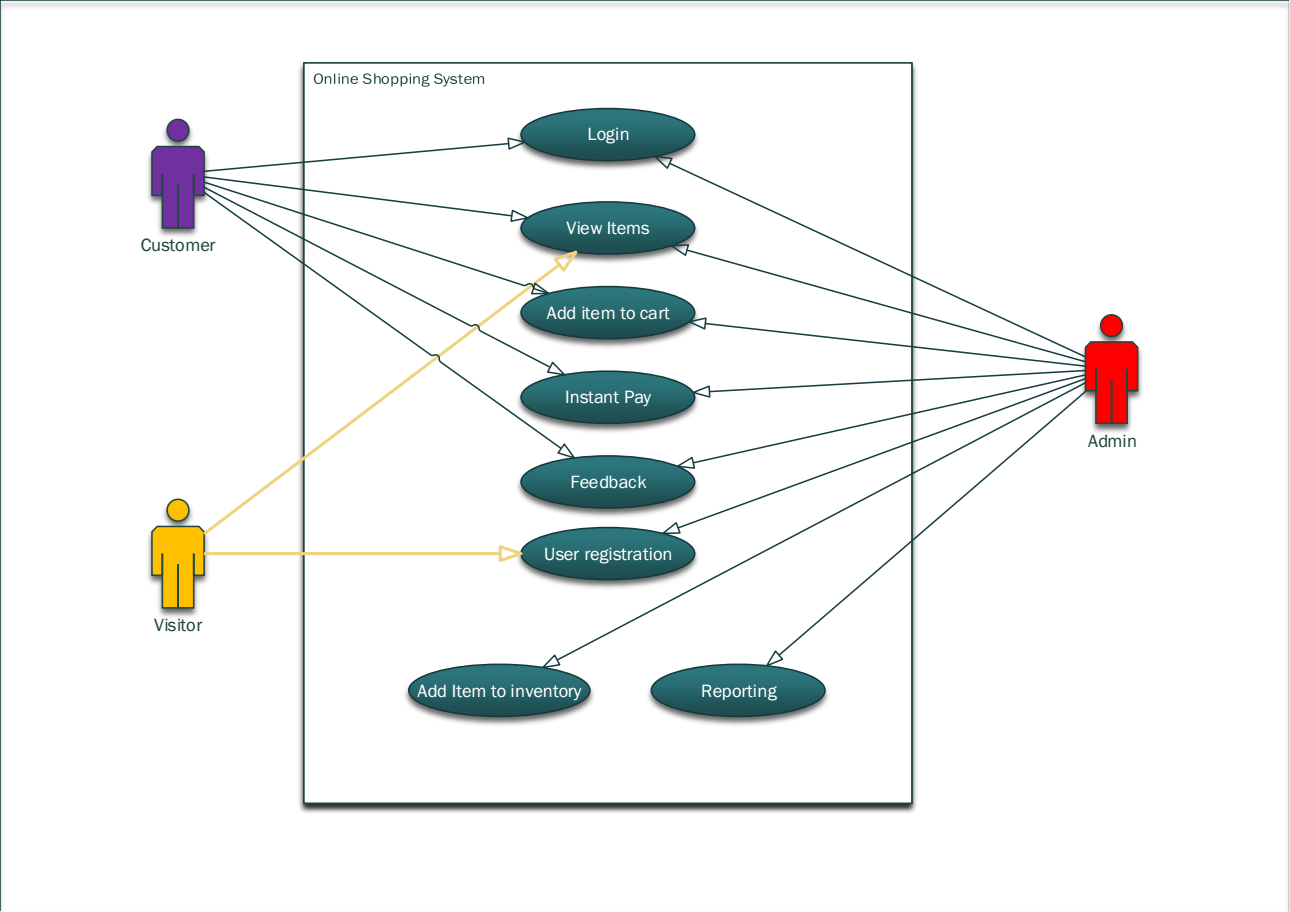 Online Shopping System
Login
Customer
View Items
Add item to cart
Instant Pay
Admin
Feedback
User registration
Visitor
Add Item to inventory
Reporting